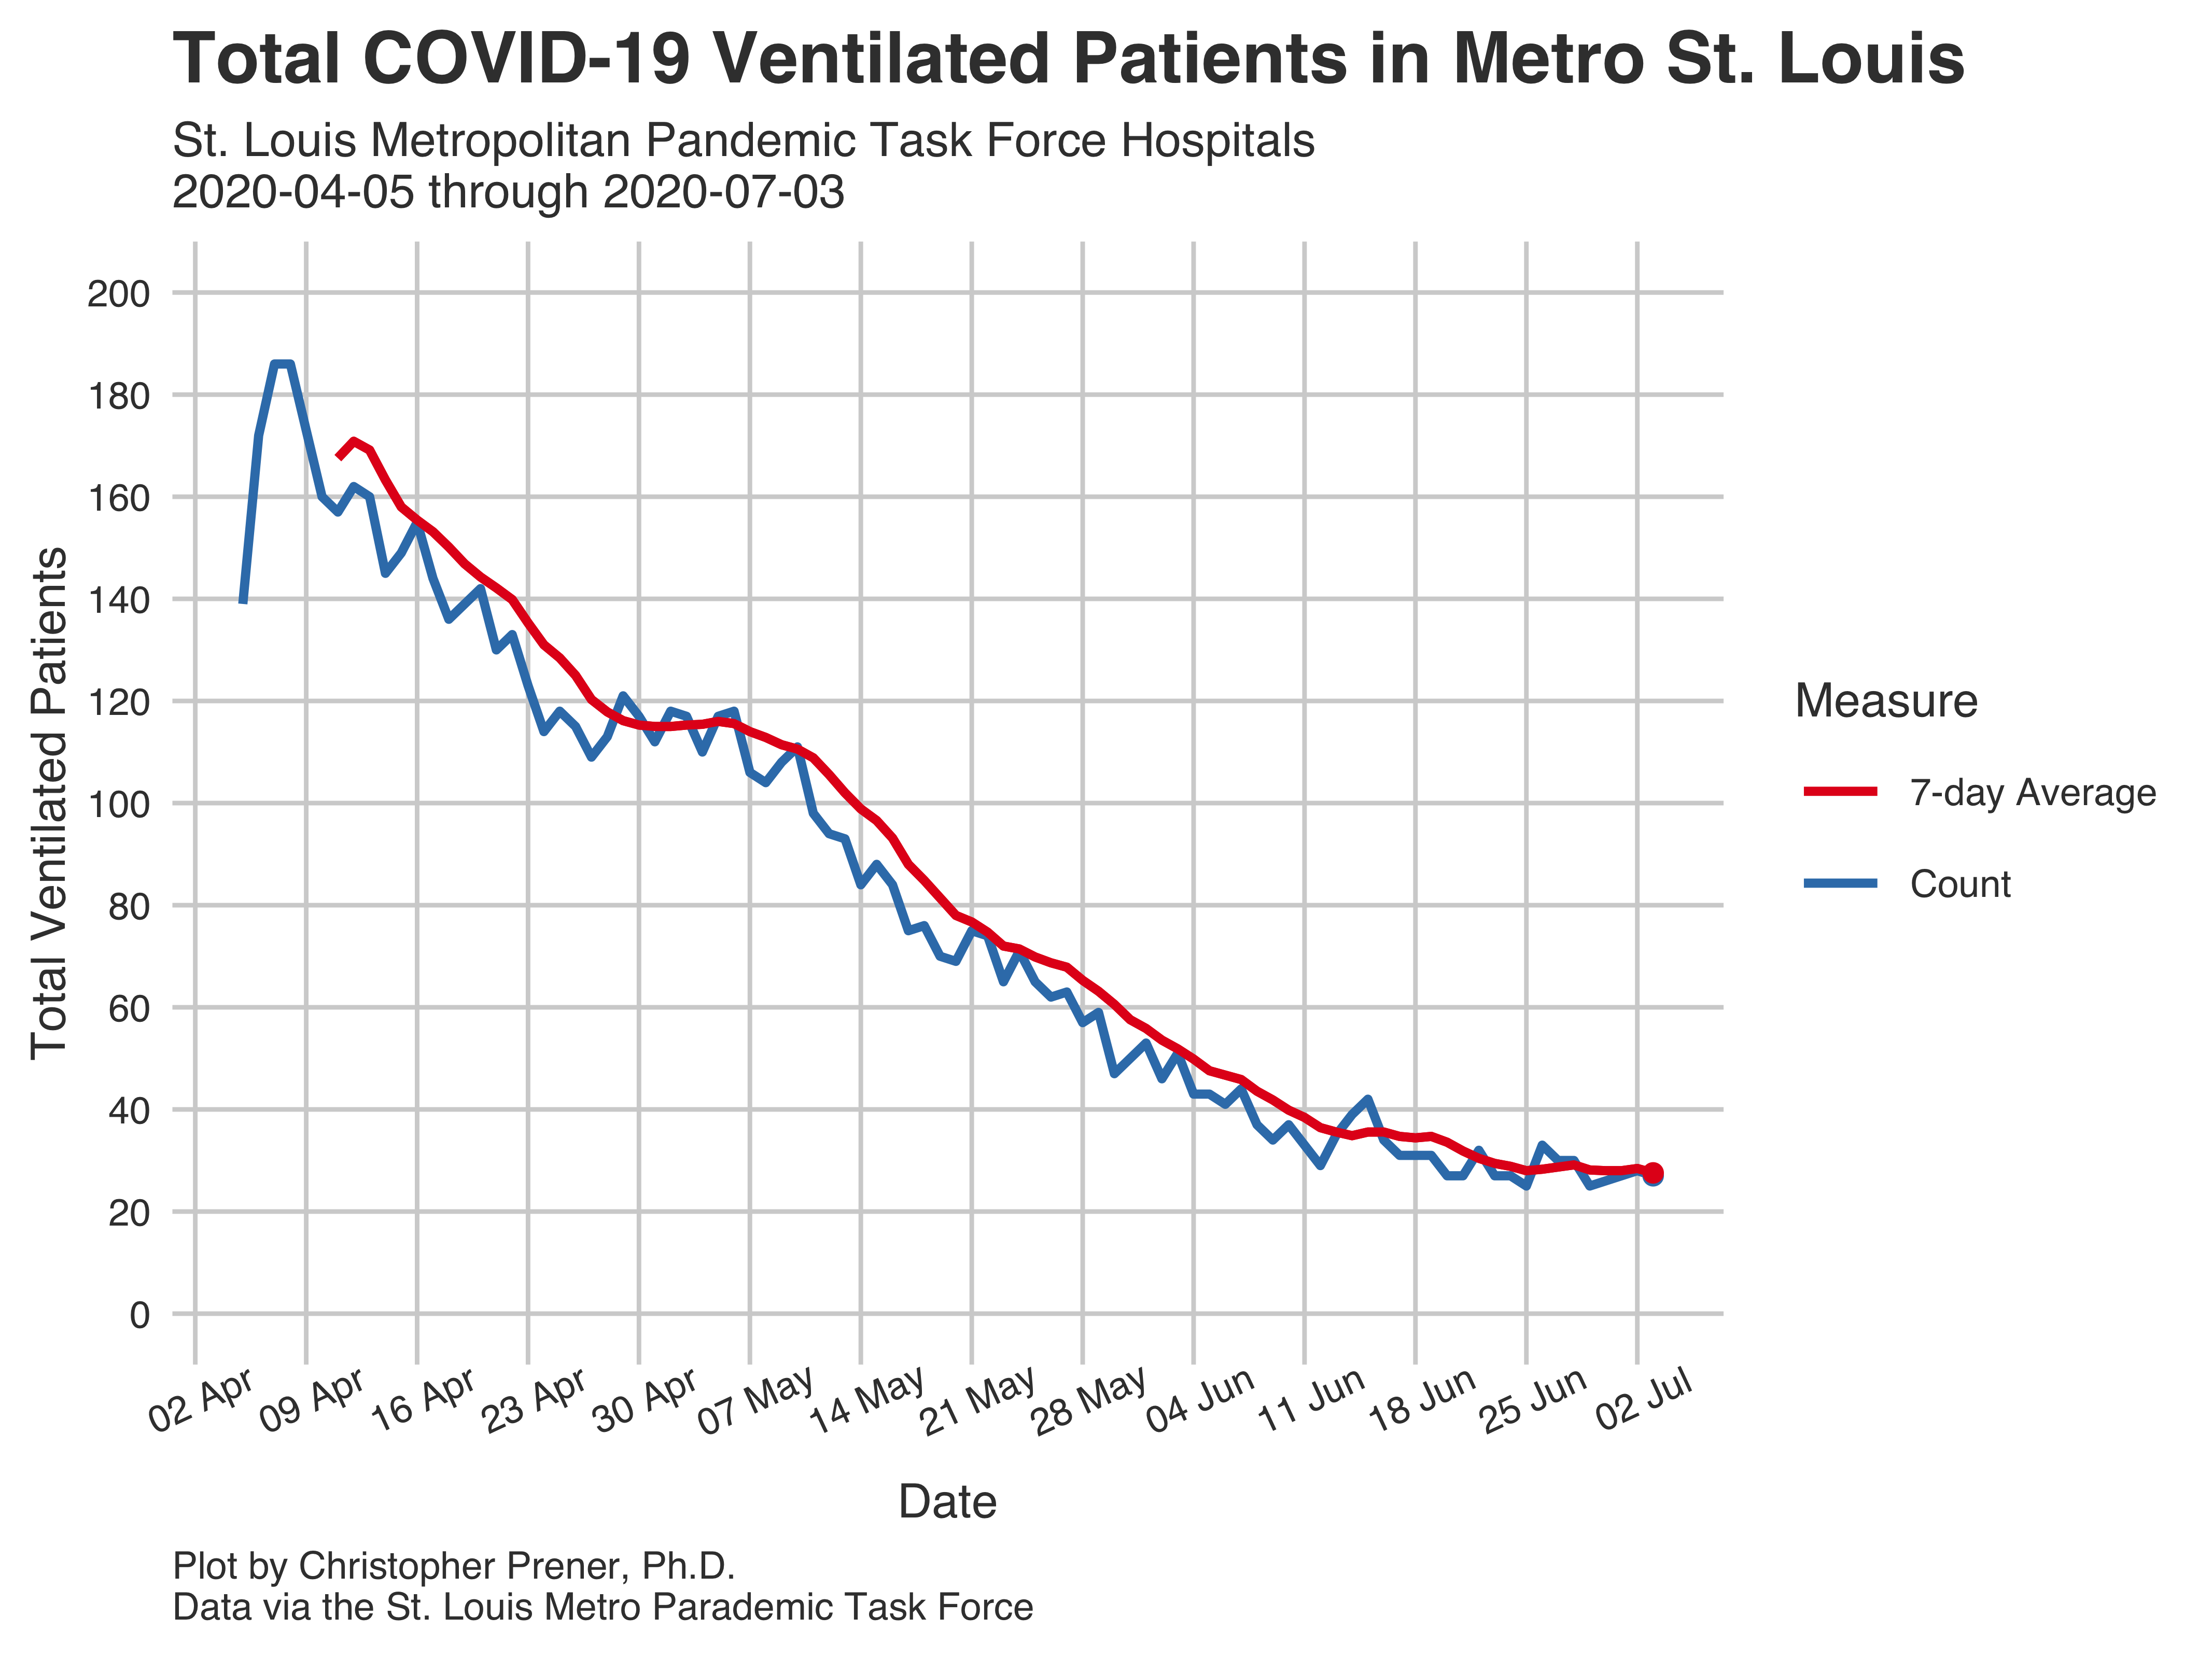 Total COVID-19 Ventilated Patients in Metro St. Louis
St. Louis Metropolitan Pandemic Task Force Hospitals
2020-04-05 through 2020-07-03
Total Ventilated Patients
200
180
160
140
120
100
80
60
40
20
0
02 Apr
09 Apr
16 Apr
23 Apr
30 Apr
07 May
14 May
21 May
28 May
04 Jun
11 Jun
18 Jun
25 Jun
02 Jul
Date
Measure
7-day Average
Count
Plot by Christopher Prener, Ph.D.
Data via the St. Louis Metro Parademic Task Force